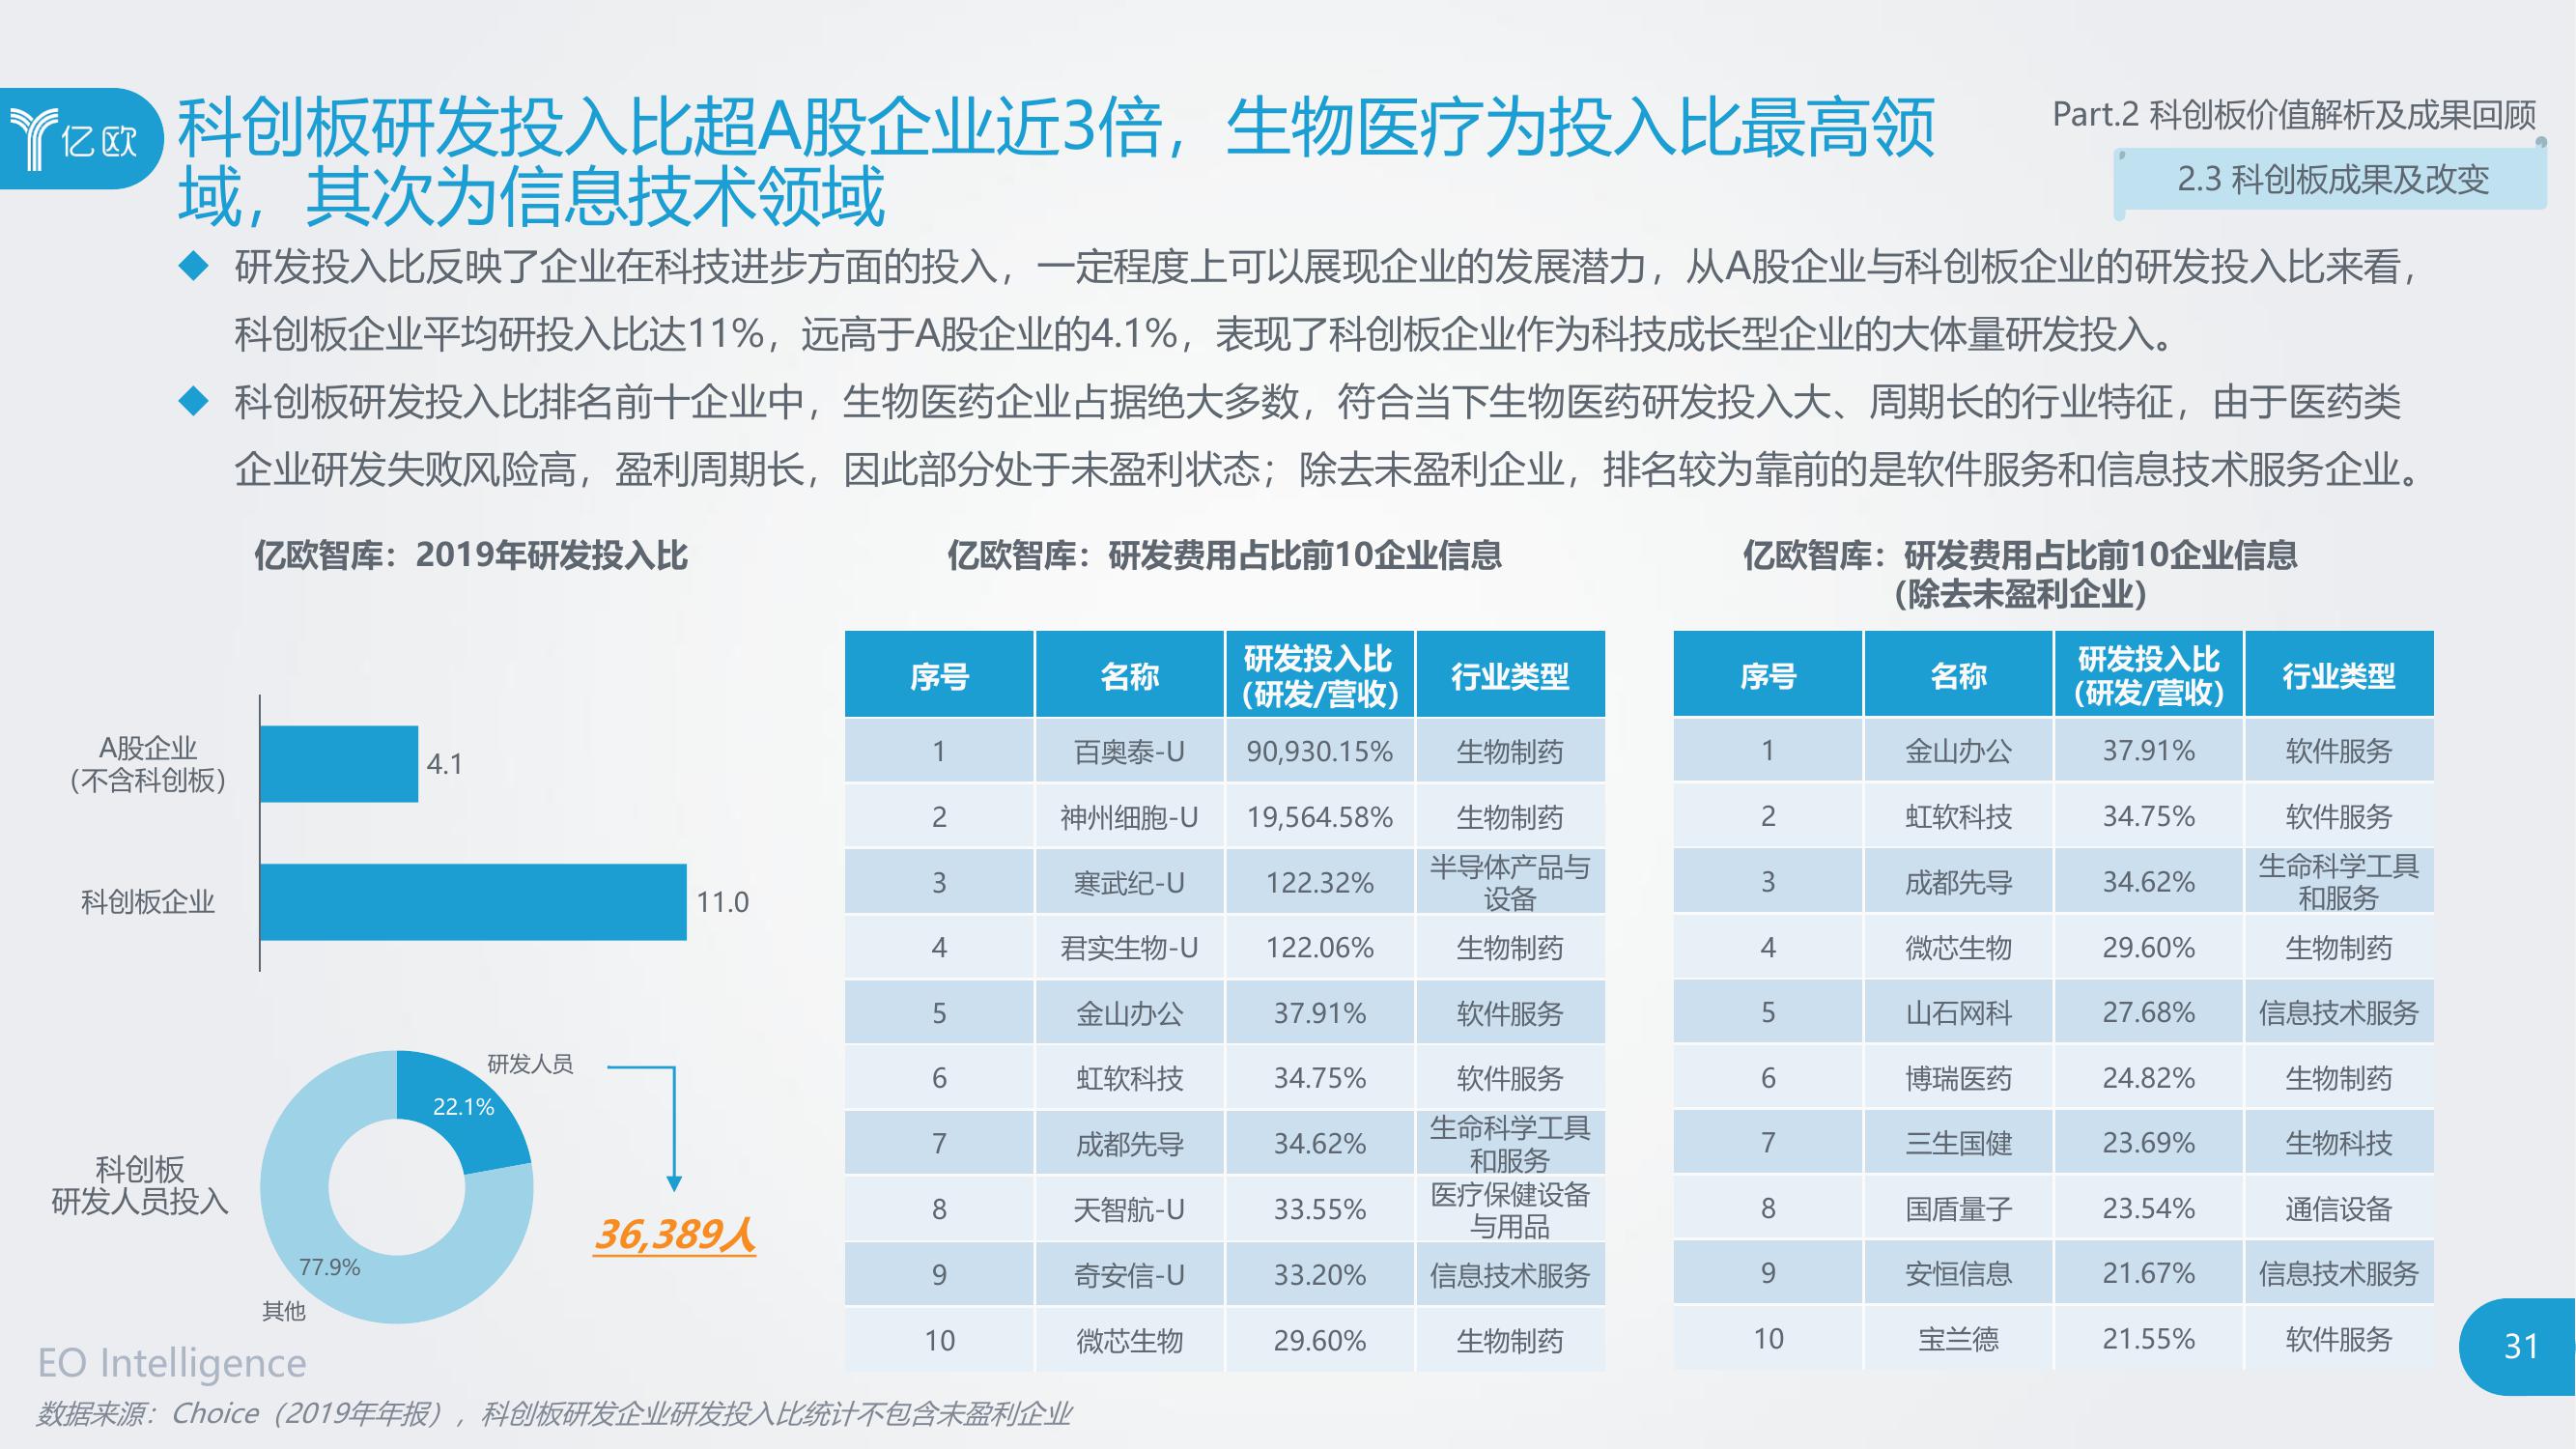 亿欧
科创板研发投入比超A股企业近3倍，生物医疗为投入比最高领
域，其次为信息技术领域
Part.2 科创板价值解析及成果回顾
2.3 科创板成果及改变
研发投入比反映了企业在科技进步方面的投入，一定程度上可以展现企业的发展潜力，从A股企业与科创板企业的研发投入比来看，
科创板企业平均研投入比达11%，远高于A股企业的4.1%，表现了科创板企业作为科技成长型企业的大体量研发投入。
科创板研发投入比排名前十企业中，生物医药企业占据绝大多数，符合当下生物医药研发投入大、周期长的行业特征，由于医药类
企业研发失败风险高，盈利周期长，因此部分处于未盈利状态；除去未盈利企业，排名较为靠前的是软件服务和信息技术服务企业。
亿欧智库：2019年研发投入比
A股企业
（不含科创板）
4.1
科创板企业
11.0
研发人员
22.1%
科创板
研发人员投入
77.9%
其他
36,389人
亿欧智库：研发费用占比前10企业信息
序号 名称 研发投入比 行业类型
（研发/营收）
1 百奥泰-U 90,930.15% 生物制药
2 神州细胞-U 19,564.58% 生物制药
3 寒武纪-U 122.32% 半导体产品与
设备
4 君实生物-U 122.06% 生物制药
5 金山办公 37.91% 软件服务
6 虹软科技 34.75% 软件服务
7 成都先导 34.62% 生命科学工具
和服务
8 天智航-U 33.55% 医疗保健设备
与用品
9 奇安信-U 33.20% 信息技术服务
10 微芯生物 29.60% 生物制药
亿欧智库：研发费用占比前10企业信息
（除去未盈利企业）
序号 名称 研发投入比 行业类型
（研发/营收）
1 金山办公 37.91% 软件服务
2 虹软科技 34.75% 软件服务
3 成都先导 34.62% 生命科学工具
和服务
4 微芯生物 29.60% 生物制药
5 山石网科 27.68% 信息技术服务
6 博瑞医药 24.82% 生物制药
7 三生国健 23.69% 生物科技
8 国盾量子 23.54% 通信设备
9 安恒信息 21.67% 信息技术服务
10 宝兰德 21.55% 软件服务
EO Intelligence
31
数据来源：Choice（2019年年报），科创板研发企业研发投入比统计不包含未盈利企业